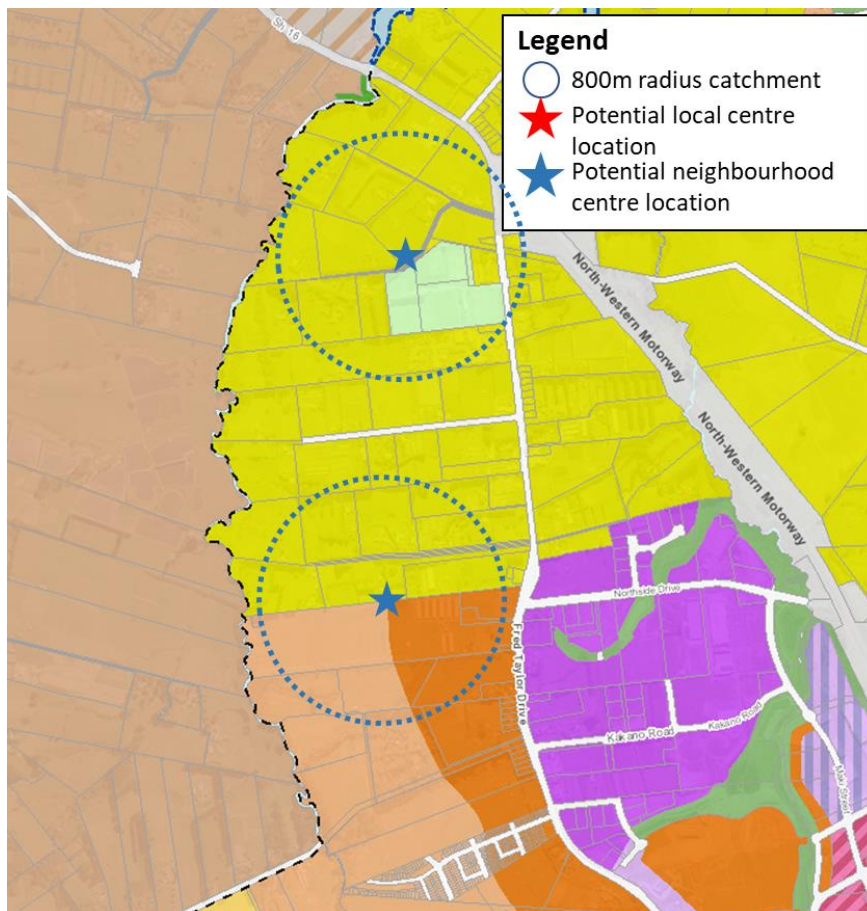 Sh 16
Legend
800m radius catchment
Potential local centre
location
Potential neighbourhood
centre location
North-Western Motorway
North-Western Motorway
Northside Drive
Fred Taylor Drive
Kakano Road
Kakano Road
Maki Street